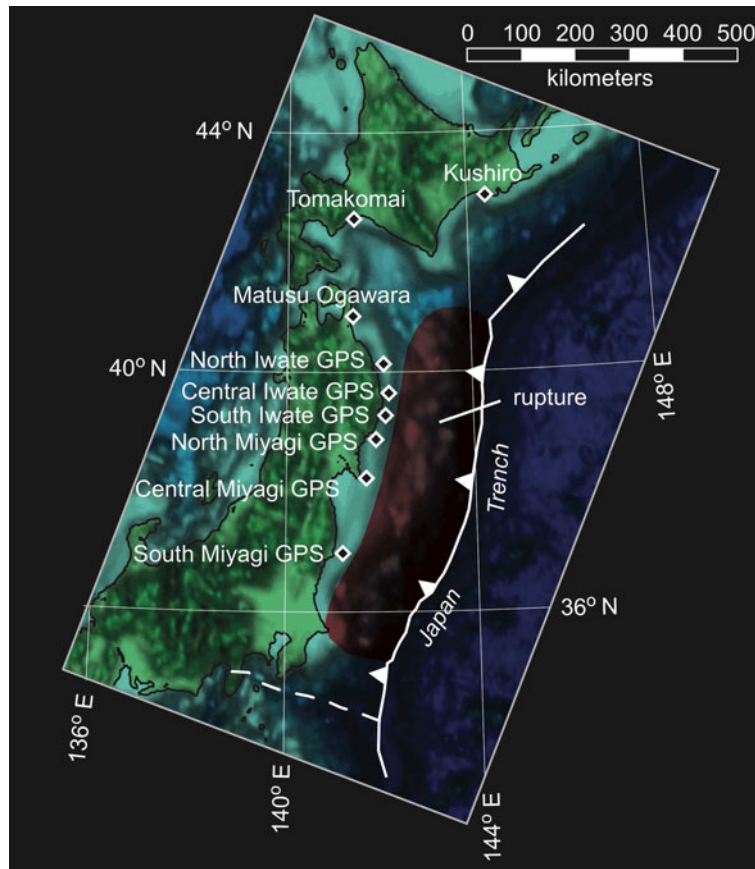 0 100 200 300 400 500
kilometers
44° N
Kushiro
Tomakomai
Matusu Ogawara
40° N
North Iwate GPS
Central Iwate GPS
South Iwate GPS
North Miyagi GPS
Central Miyagi GPS
South Miyagi GPS
rupture
148° E
Trench
Japan
36° N
136° E
140° E
144° E